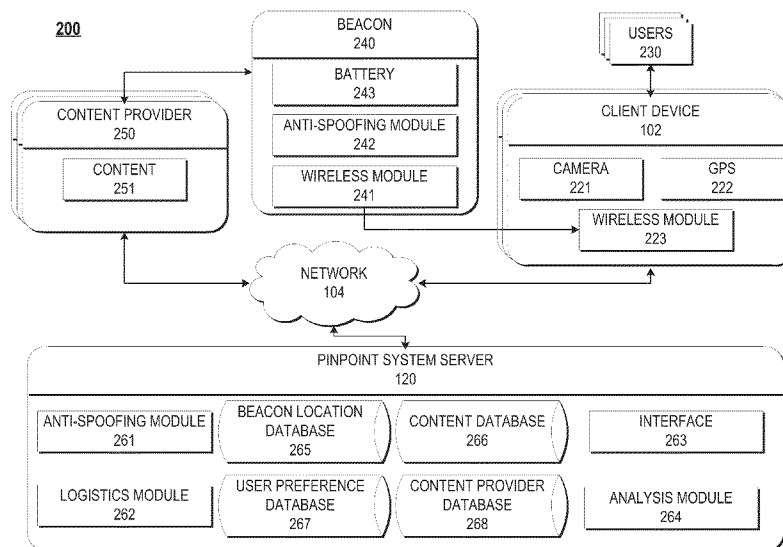 200
BEACON
240
BATTERY
243
ANTI-SPOOFING MODULE
242
WIRELESS MODULE
241
USERS
230
CONTENT PROVIDER
250
CONTENT
251
CLIENT DEVICE
102
CAMERA
221
GPS
222
WIRELESS MODULE
223
NETWORK
104
PINPOINT SYSTEM SERVER
120
ANTI-SPOOFING MODULE
261
BEACON LOCATION
DATABASE
265
CONTENT DATABASE
266
INTERFACE
263
LOGISTICS MODULE
262
USER PREFERENCE
DATABASE
267
CONTENT PROVIDER
DATABASE
268
ANALYSIS MODULE
264